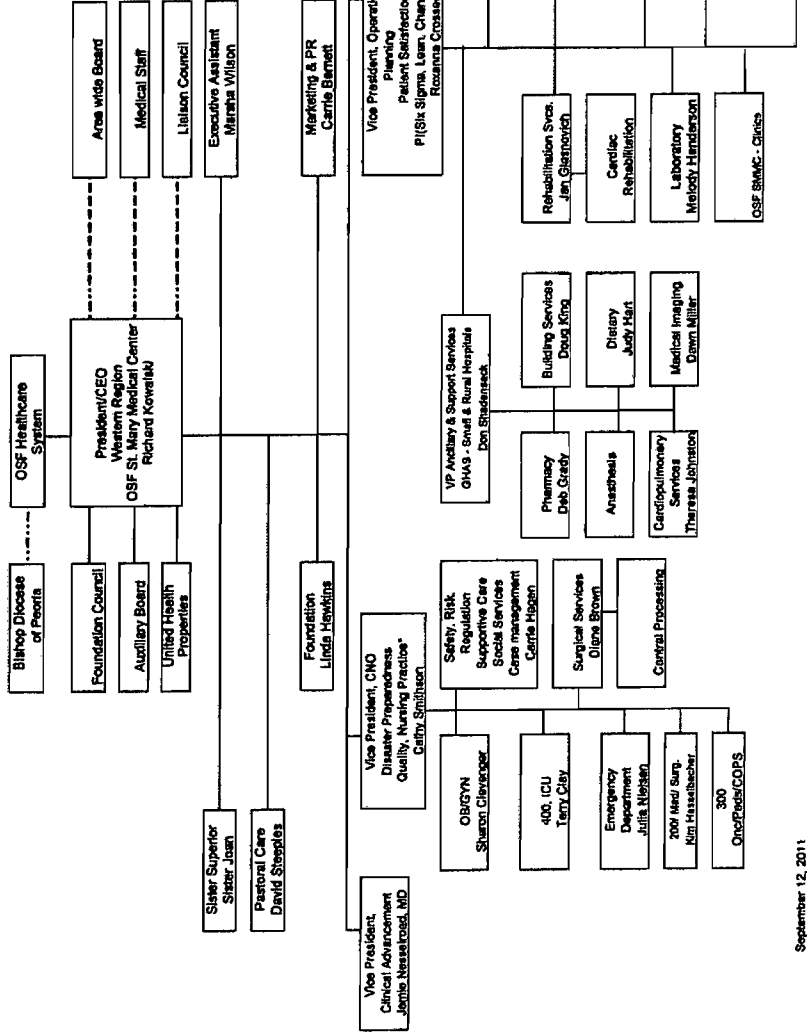 OSF Healthcare
System
Bishop Diocese
of Peoria
President/CEO
Western Region
OSF St. Mary Medical Center
Richard Kowalski
Foundation Council
Auxiliary Board
United Health
Properties
Area wide Board
Medical Staff
Liaison Council
Executive Assistant
Marsha Wilson
Sister Superior
Sister Joan
Pastoral Care
David Steeples
Foundation
Linda Hawkins
Marketing & PR
Carrie Barnett
Vice President,
Clinical Advancement
Jamie Nesselroad, MD
Vice President, CNO
Disaster Preparedness
Quality, Nursing Practice*
Cathy Smithson
Vice President,
Planning
Patient
PI(Six Sigma, Lean,
Roxanna
OB/GYN
Sharon Clevenger
400, ICU
Terry Clay
Emergency
Department
Julia Nielsen
200/ Med/ Surg.
Kim Hasselbacher
300
Onc/Peds/COPS
Safety, Risk,
Regulation
Supportive Care
Social Services
Case management
Carrie Hagen
Surgical Services
Diane Brown
Central Processing
VP Ancillary & Support Services
GHAS - Small & Rural Hospitals
Don Shadensack
Pharmacy
Deb Grady
Anesthesia
Cardiopulmonary
Services
Theresa Johnston
Building Services
Doug King
Dietary
Judy Hart
Medical Imaging
Dawn Miller
Rehabilitation Svcs.
Jan
Cardiac
Rehabilitation
Laboratory
Melody Henderson
OSF SMMC - Clinics
September 12, 2011